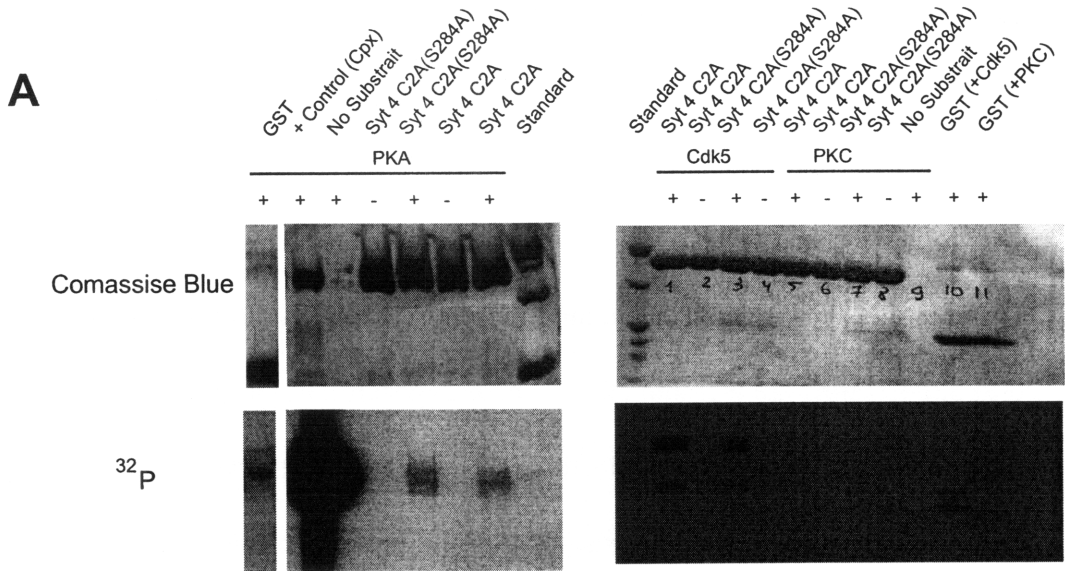 A
GST
+ Control (Cpx)
No Substrait
Syt 4 C2A(S284A)
Syt 4 C2A(S284A)
Syt 4 C2A
Syt 4 C2A
Standard
PKA
+ + + - + - +
Standard
Syt 4 C2A
Syt 4 C2A
Syt 4 C2A(S284A)
Syt 4 C2A(S284A)
Syt 4 C2A
Syt 4 C2A
Syt 4 C2A(S284A)
Syt 4 C2A(S284A)
No Substrait
GST (+Cdk5)
GST (+PKC)
Cdk5 PKC
+ - + - + - + - + + +
Comassise Blue
1 2 3 4 5 6 7 8 9 10 11
32P